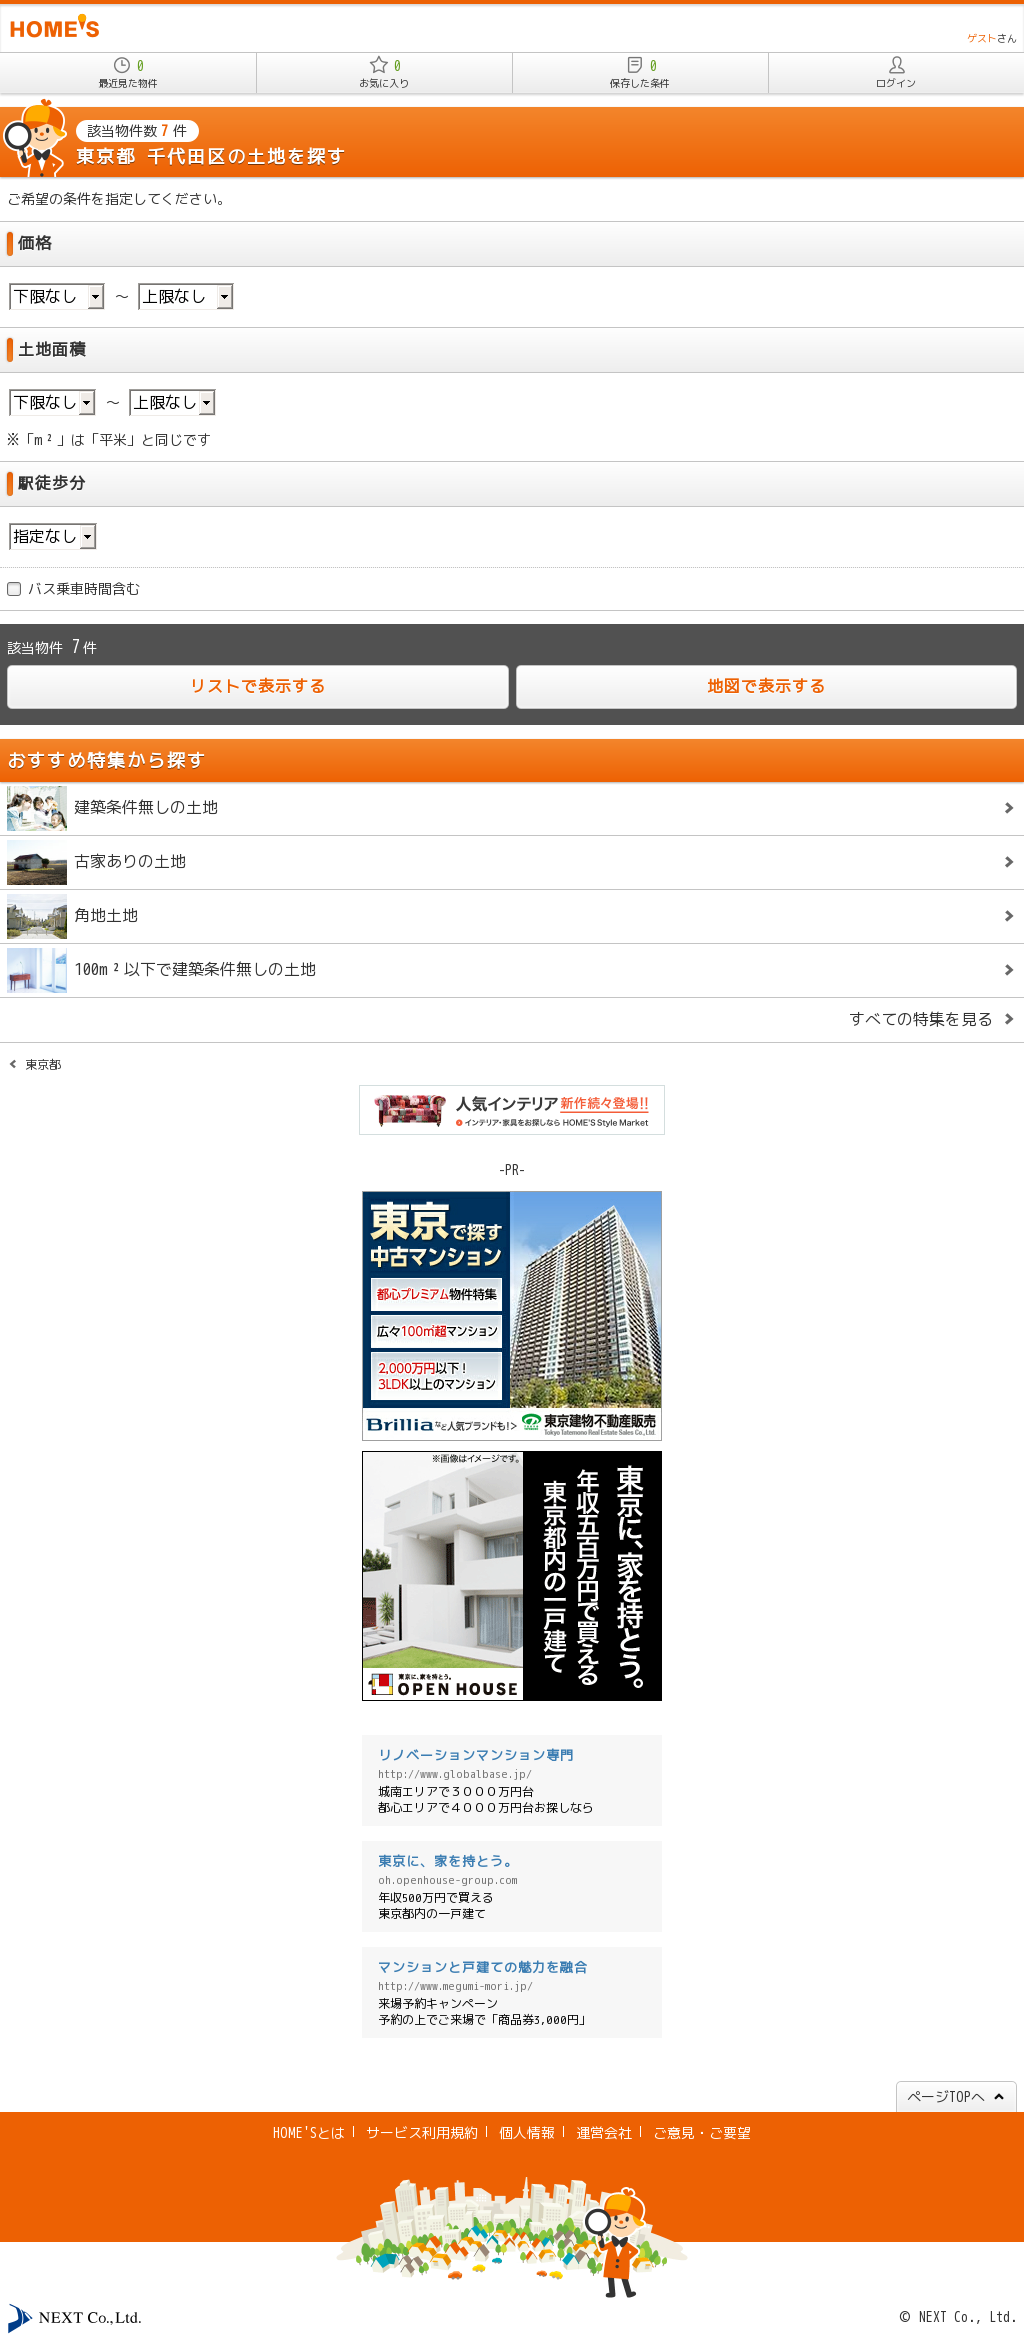 HOME'S
ゲストさん
0
最近見た物件
0
お気に入り
0
保存した条件
ログイン
該当物件数 7 件
東京都 千代田区の土地を探す
ご希望の条件を指定してください。
価格
下限なし ～ 上限なし
土地面積
下限なし ～ 上限なし
※「m²」は「平米」と同じです
駅徒歩分
指定なし
バス乗車時間含む
該当物件 7件
リストで表示する
地図で表示する
おすすめ特集から探す
建築条件無しの土地
古家ありの土地
角地土地
100m²以下で建築条件無しの土地
すべての特集を見る
東京都
人気インテリア 新作続々登場!!
インテリア・家具をお探しなら HOME'S Style Market
-PR-
東京で探す
中古マンション
都心プレミアム物件特集
広々100㎡超マンション
2,000万円以下！
3LDK以上のマンション
Brillia など人気ブランドも！> 東京建物不動産販売
Tokyo Tatemono Real Estate Sales Co.,Ltd.
※画像はイメージです。
東京に、家を持とう。
年収五百万円で買える
東京都内の一戸建て
東京に、家を持とう。
OPEN HOUSE
リノベーションマンション専門
http://www.globalbase.jp/
城南エリアで３０００万円台
都心エリアで４０００万円台お探しなら
東京に、家を持とう。
oh.openhouse-group.com
年収500万円で買える
東京都内の一戸建て
マンションと戸建ての魅力を融合
http://www.megumi-mori.jp/
来場予約キャンペーン
予約の上でご来場で「商品券3,000円」
ページTOPへ
HOME'Sとは | サービス利用規約 | 個人情報 | 運営会社 | ご意見・ご要望
NEXT Co., Ltd.
© NEXT Co., Ltd.